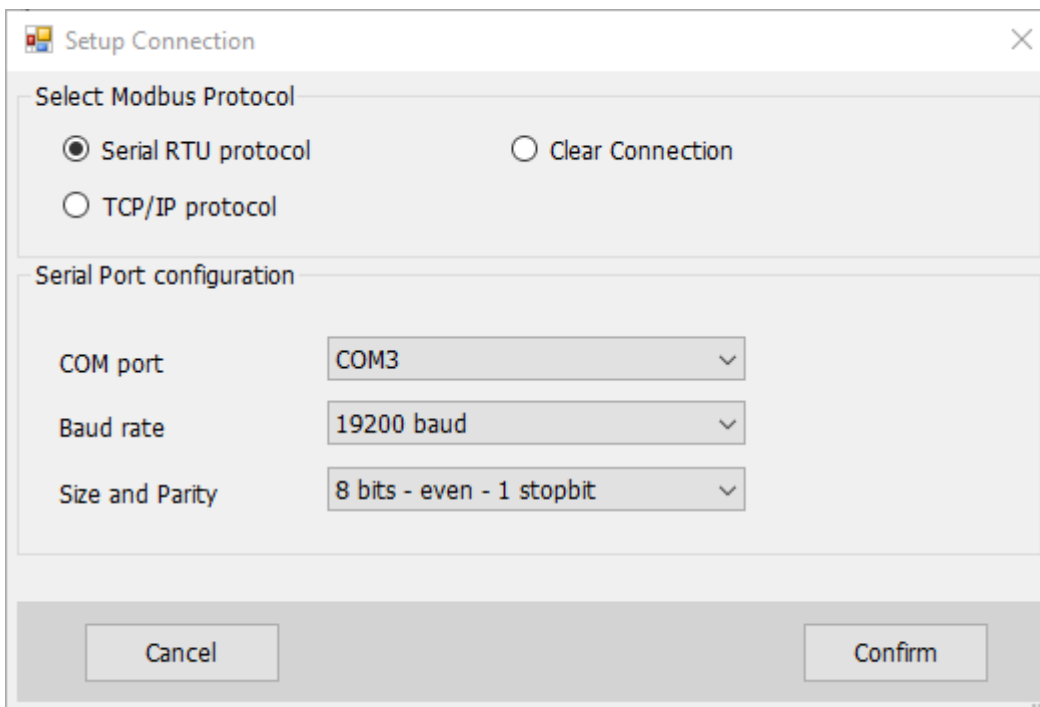 Setup Connection
Select Modbus Protocol
Serial RTU protocol
Clear Connection
TCP/IP protocol
Serial Port configuration
COM port
COM3
Baud rate
19200 baud
Size and Parity
8 bits - even - 1 stopbit
Cancel
Confirm